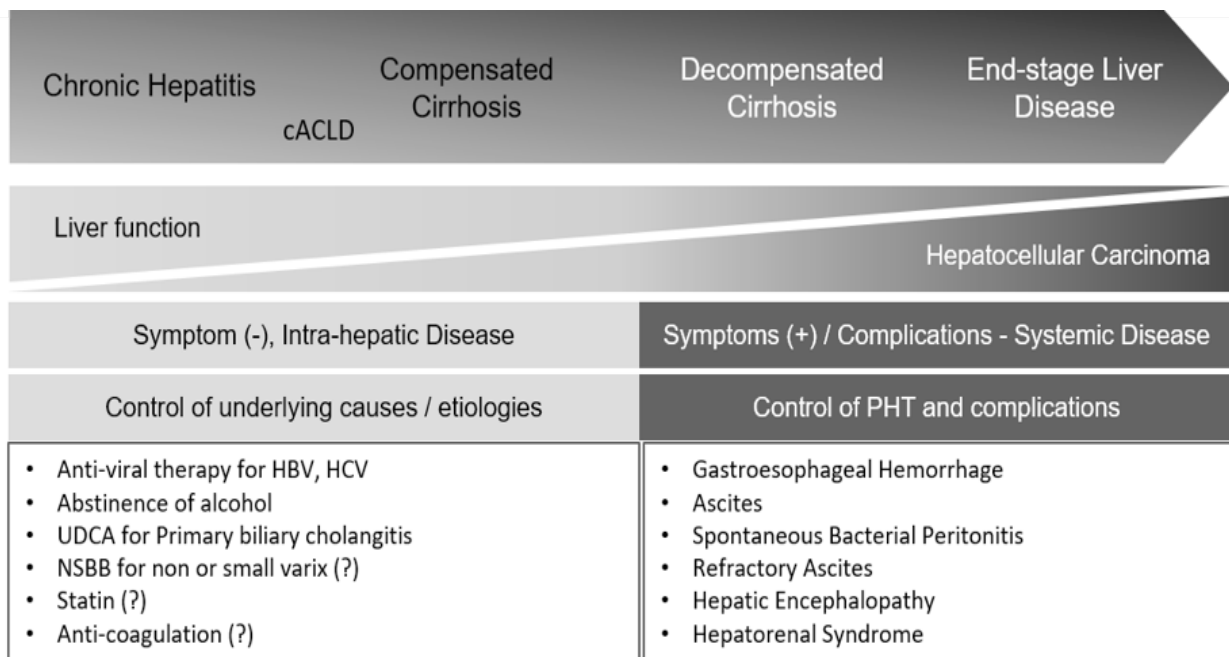 Chronic Hepatitis
cACLD
Compensated
Cirrhosis
Decompensated
Cirrhosis
End-stage Liver
Disease
Liver function
Hepatocellular Carcinoma
Symptom (-), Intra-hepatic Disease
Symptoms (+) / Complications - Systemic Disease
Control of underlying causes / etiologies
Control of PHT and complications
• Anti-viral therapy for HBV, HCV
• Abstinence of alcohol
• UDCA for Primary biliary cholangitis
• NSBB for non or small varix (?)
• Statin (?)
• Anti-coagulation (?)
• Gastroesophageal Hemorrhage
• Ascites
• Spontaneous Bacterial Peritonitis
• Refractory Ascites
• Hepatic Encephalopathy
• Hepatorenal Syndrome